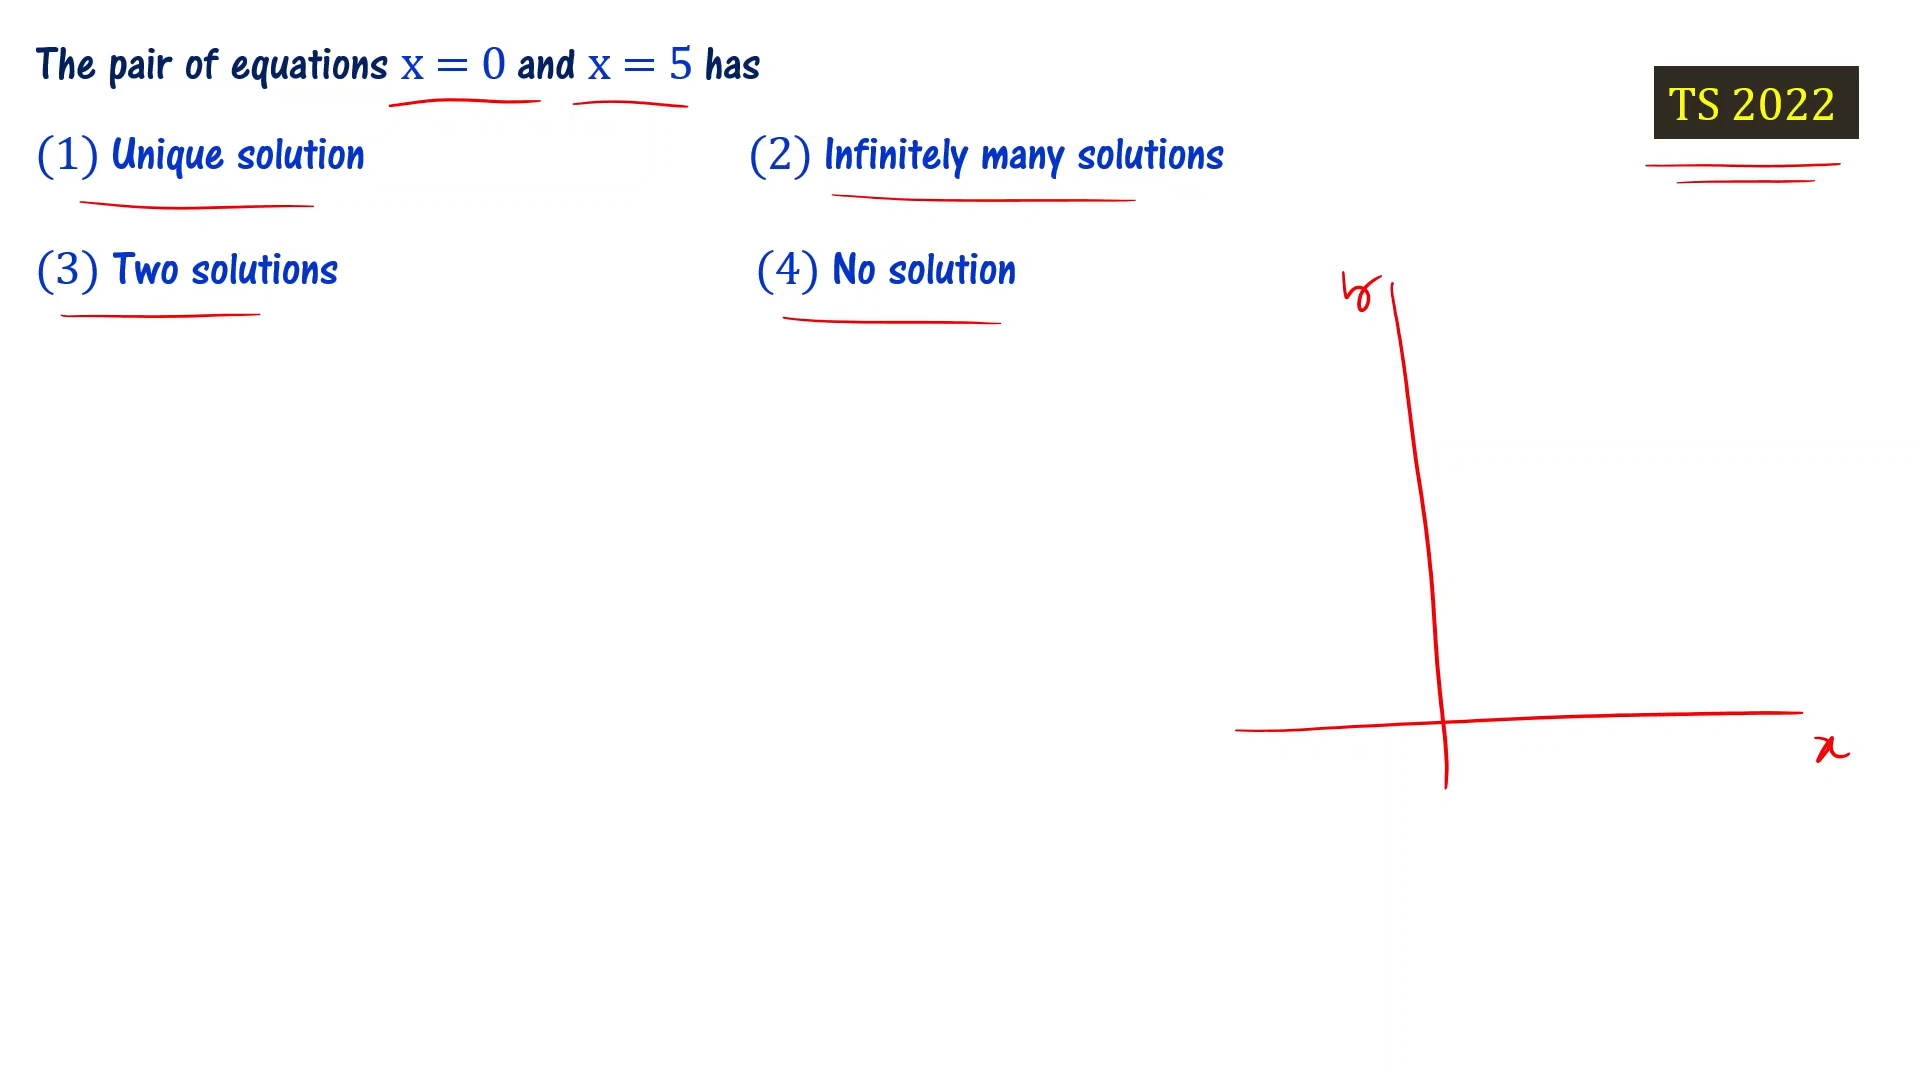 The pair of equations x = 0 and x = 5 has
TS 2022
(1) Unique solution
(2) Infinitely many solutions
(3) Two solutions
(4) No solution
y
x